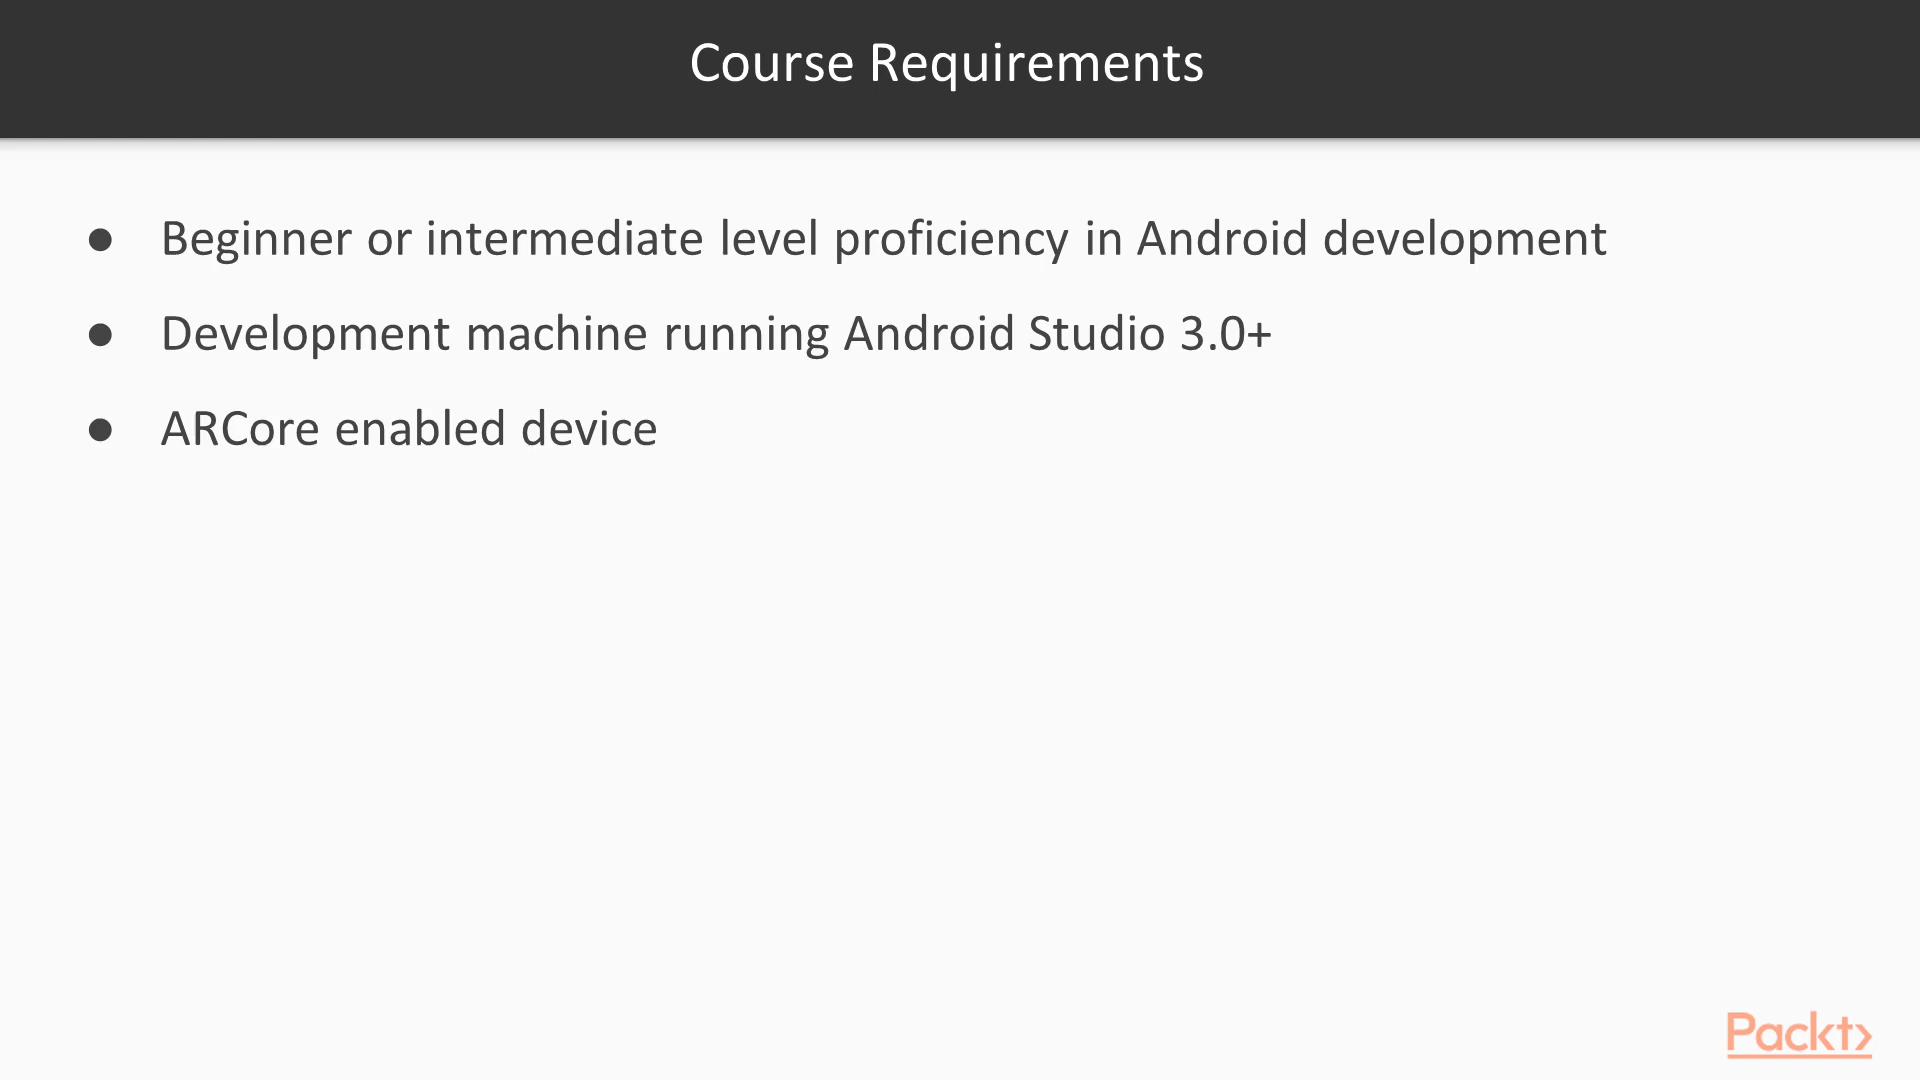 Course Requirements
● Beginner or intermediate level proficiency in Android development
● Development machine running Android Studio 3.0+
● ARCore enabled device
Packt>